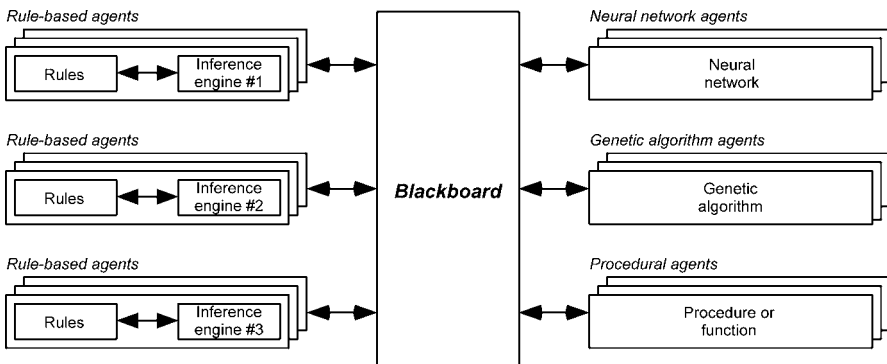 Rule-based agents
Rules
Inference
engine #1
Rule-based agents
Rules
Inference
engine #2
Rule-based agents
Rules
Inference
engine #3
Blackboard
Neural network agents
Neural
network
Genetic algorithm agents
Genetic
algorithm
Procedural agents
Procedure or
function